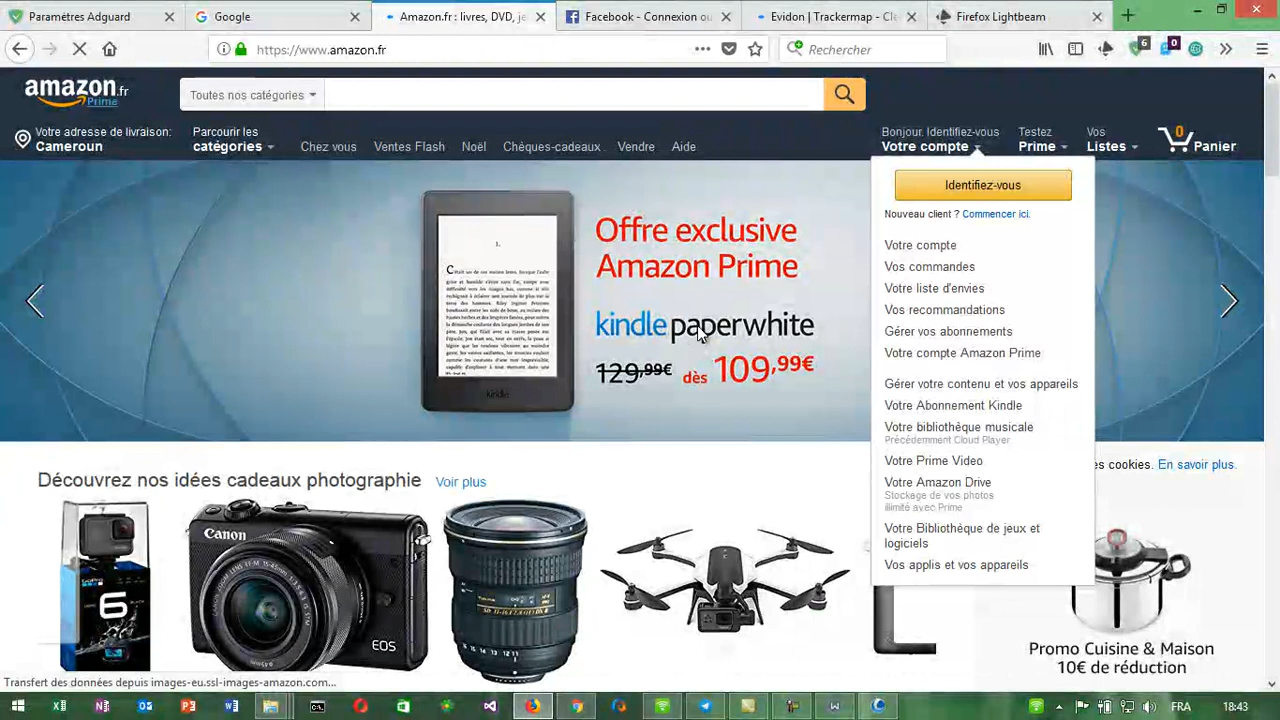 Paramètres Adguard
Google
Amazon.fr : livres, DVD, je
Facebook - Connexion ou
Evidon | Trackermap - Cl
Firefox Lightbeam
https://www.amazon.fr
Rechercher
6
0
amazon.fr
Prime
Toutes nos catégories
Votre adresse de livraison:
Cameroun
Parcourir les
catégories
Chez vous
Ventes Flash
Noël
Chèques-cadeaux
Vendre
Aide
Bonjour. Identifiez-vous
Votre compte
Testez
Prime
Vos
Listes
0
Panier
Identifiez-vous
Nouveau client ? Commencer ici.
Votre compte
Vos commandes
Votre liste d'envies
Vos recommandations
Gérer vos abonnements
Votre compte Amazon Prime
Gérer votre contenu et vos appareils
Votre Abonnement Kindle
Votre bibliothèque musicale
Précédemment Cloud Player
Votre Prime Video
Votre Amazon Drive
Stockage de vos photos
illimité avec Prime
Votre Bibliothèque de jeux et
logiciels
Vos applis et vos appareils
Offre exclusive
Amazon Prime
kindle paperwhite
129,99€ dès 109,99€
1.
kindle
es cookies. En savoir plus.
Découvrez nos idées cadeaux photographie
Voir plus
GoPro
6
Canon
EOS
Promo Cuisine & Maison
10€ de réduction
Transfert des données depuis images-eu.ssl-images-amazon.com...
FRA
18:43